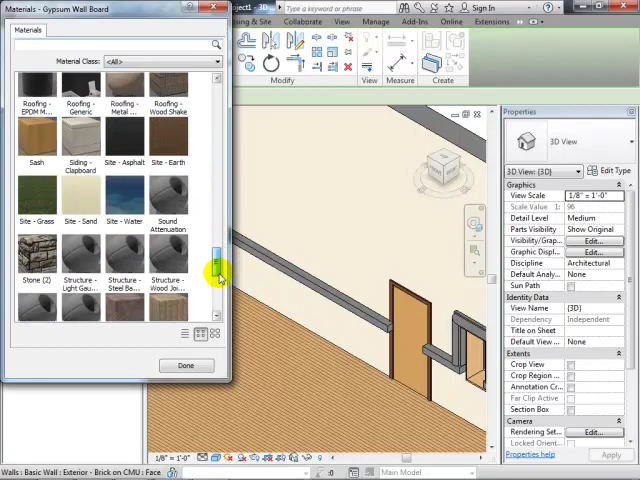 Materials - Gypsum Wall Board
Project1 - 3D
Type a keyword or phrase
Sign In
Materials
Material Class:
<All>
Roofing - EPDM M...
Roofing - Generic
Roofing - Metal ...
Roofing - Wood Shake
Sash
Siding - Clapboard
Site - Asphalt
Site - Earth
Site - Grass
Site - Sand
Site - Water
Sound Attenuation
Stone (2)
Structure - Light Gau...
Structure - Steel Ba...
Structure - Wood Joi...
Done
ing & Site
Collaborate
View
Manage
Add-Ins
Extensions
Modify
View
Measure
Create
Properties
3D View
3D View: {3D}
Edit Type
Graphics
View Scale
1/8" = 1'-0"
Scale Value 1:
96
Detail Level
Medium
Parts Visibility
Show Original
Visibility/Grap...
Edit...
Graphic Displ...
Edit...
Discipline
Architectural
Default Analy...
None
Sun Path
Identity Data
View Name
{3D}
Dependency
Independent
Title on Sheet
Default View ...
None
Extents
Crop View
Crop Region ...
Annotation Cr...
Far Clip Active
Section Box
Camera
Rendering Set...
Edit...
Locked Orient...
Properties help
Apply
1/8" = 1'-0"
Walls : Basic Wall : Exterior - Brick on CMU : Face
:0
Main Model